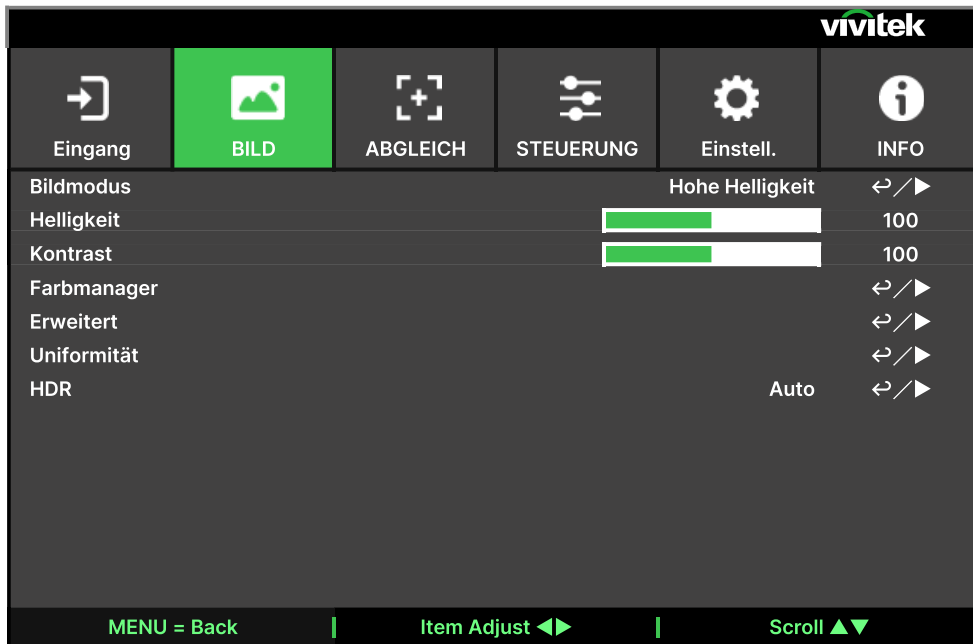 vivitek
Eingang BILD ABGLEICH STEUERUNG Einstell. INFO
Bildmodus Hohe Helligkeit ↩／▶
Helligkeit 100
Kontrast 100
Farbmanager ↩／▶
Erweitert ↩／▶
Uniformität ↩／▶
HDR Auto ↩／▶
MENU = Back Item Adjust ◀▶ Scroll ▲▼